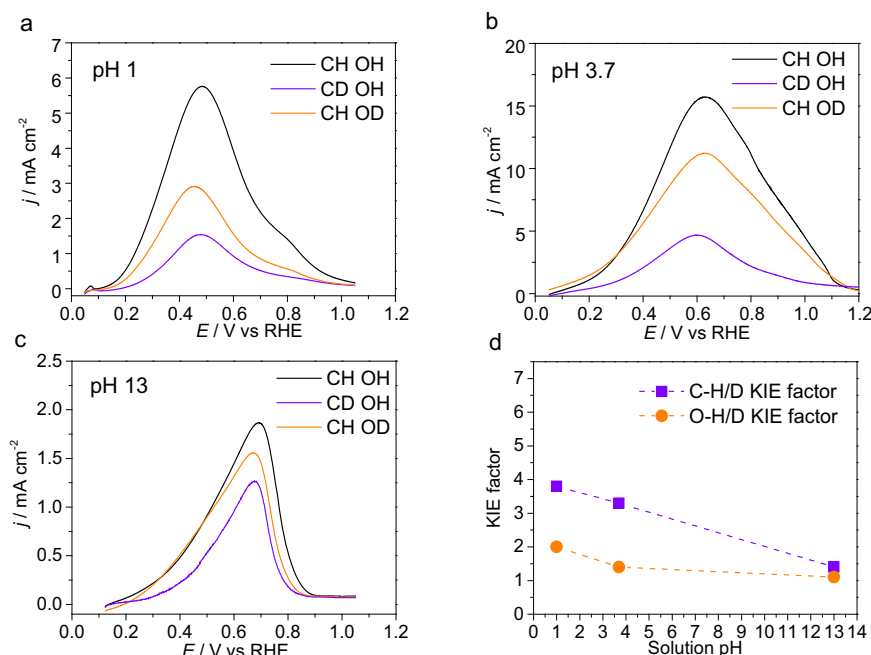 a
7
6
5
4
3
2
1
0
j / mA cm-2
pH 1
CH OH
CD OH
CH OD
0.0 0.2 0.4 0.6 0.8 1.0 1.2
E / V vs RHE
b
20
15
10
5
0
j / mA cm-2
pH 3.7
CH OH
CD OH
CH OD
0.0 0.2 0.4 0.6 0.8 1.0 1.2
E / V vs RHE
c
2.5
2.0
1.5
1.0
0.5
0.0
j / mA cm-2
pH 13
CH OH
CD OH
CH OD
0.0 0.2 0.4 0.6 0.8 1.0 1.2
E / V vs RHE
d
7
6
5
4
3
2
1
0
KIE factor
C-H/D KIE factor
O-H/D KIE factor
0 1 2 3 4 5 6 7 8 9 10 11 12 13 14
Solution pH